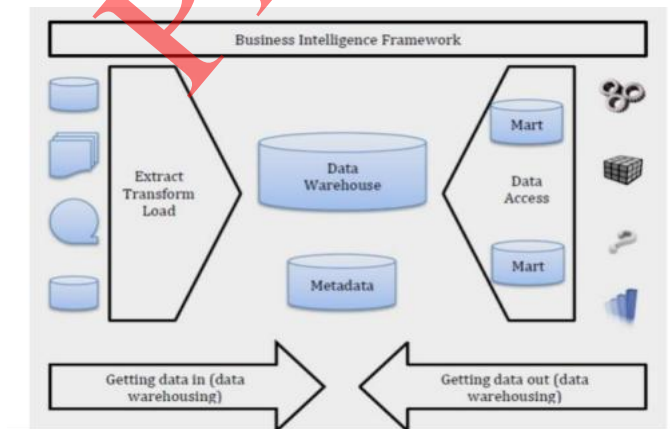 Business Intelligence Framework
Extract
Transform
Load
Data
Warehouse
Metadata
Mart
Data
Access
Mart
Getting data in (data
warehousing)
Getting data out (data
warehousing)